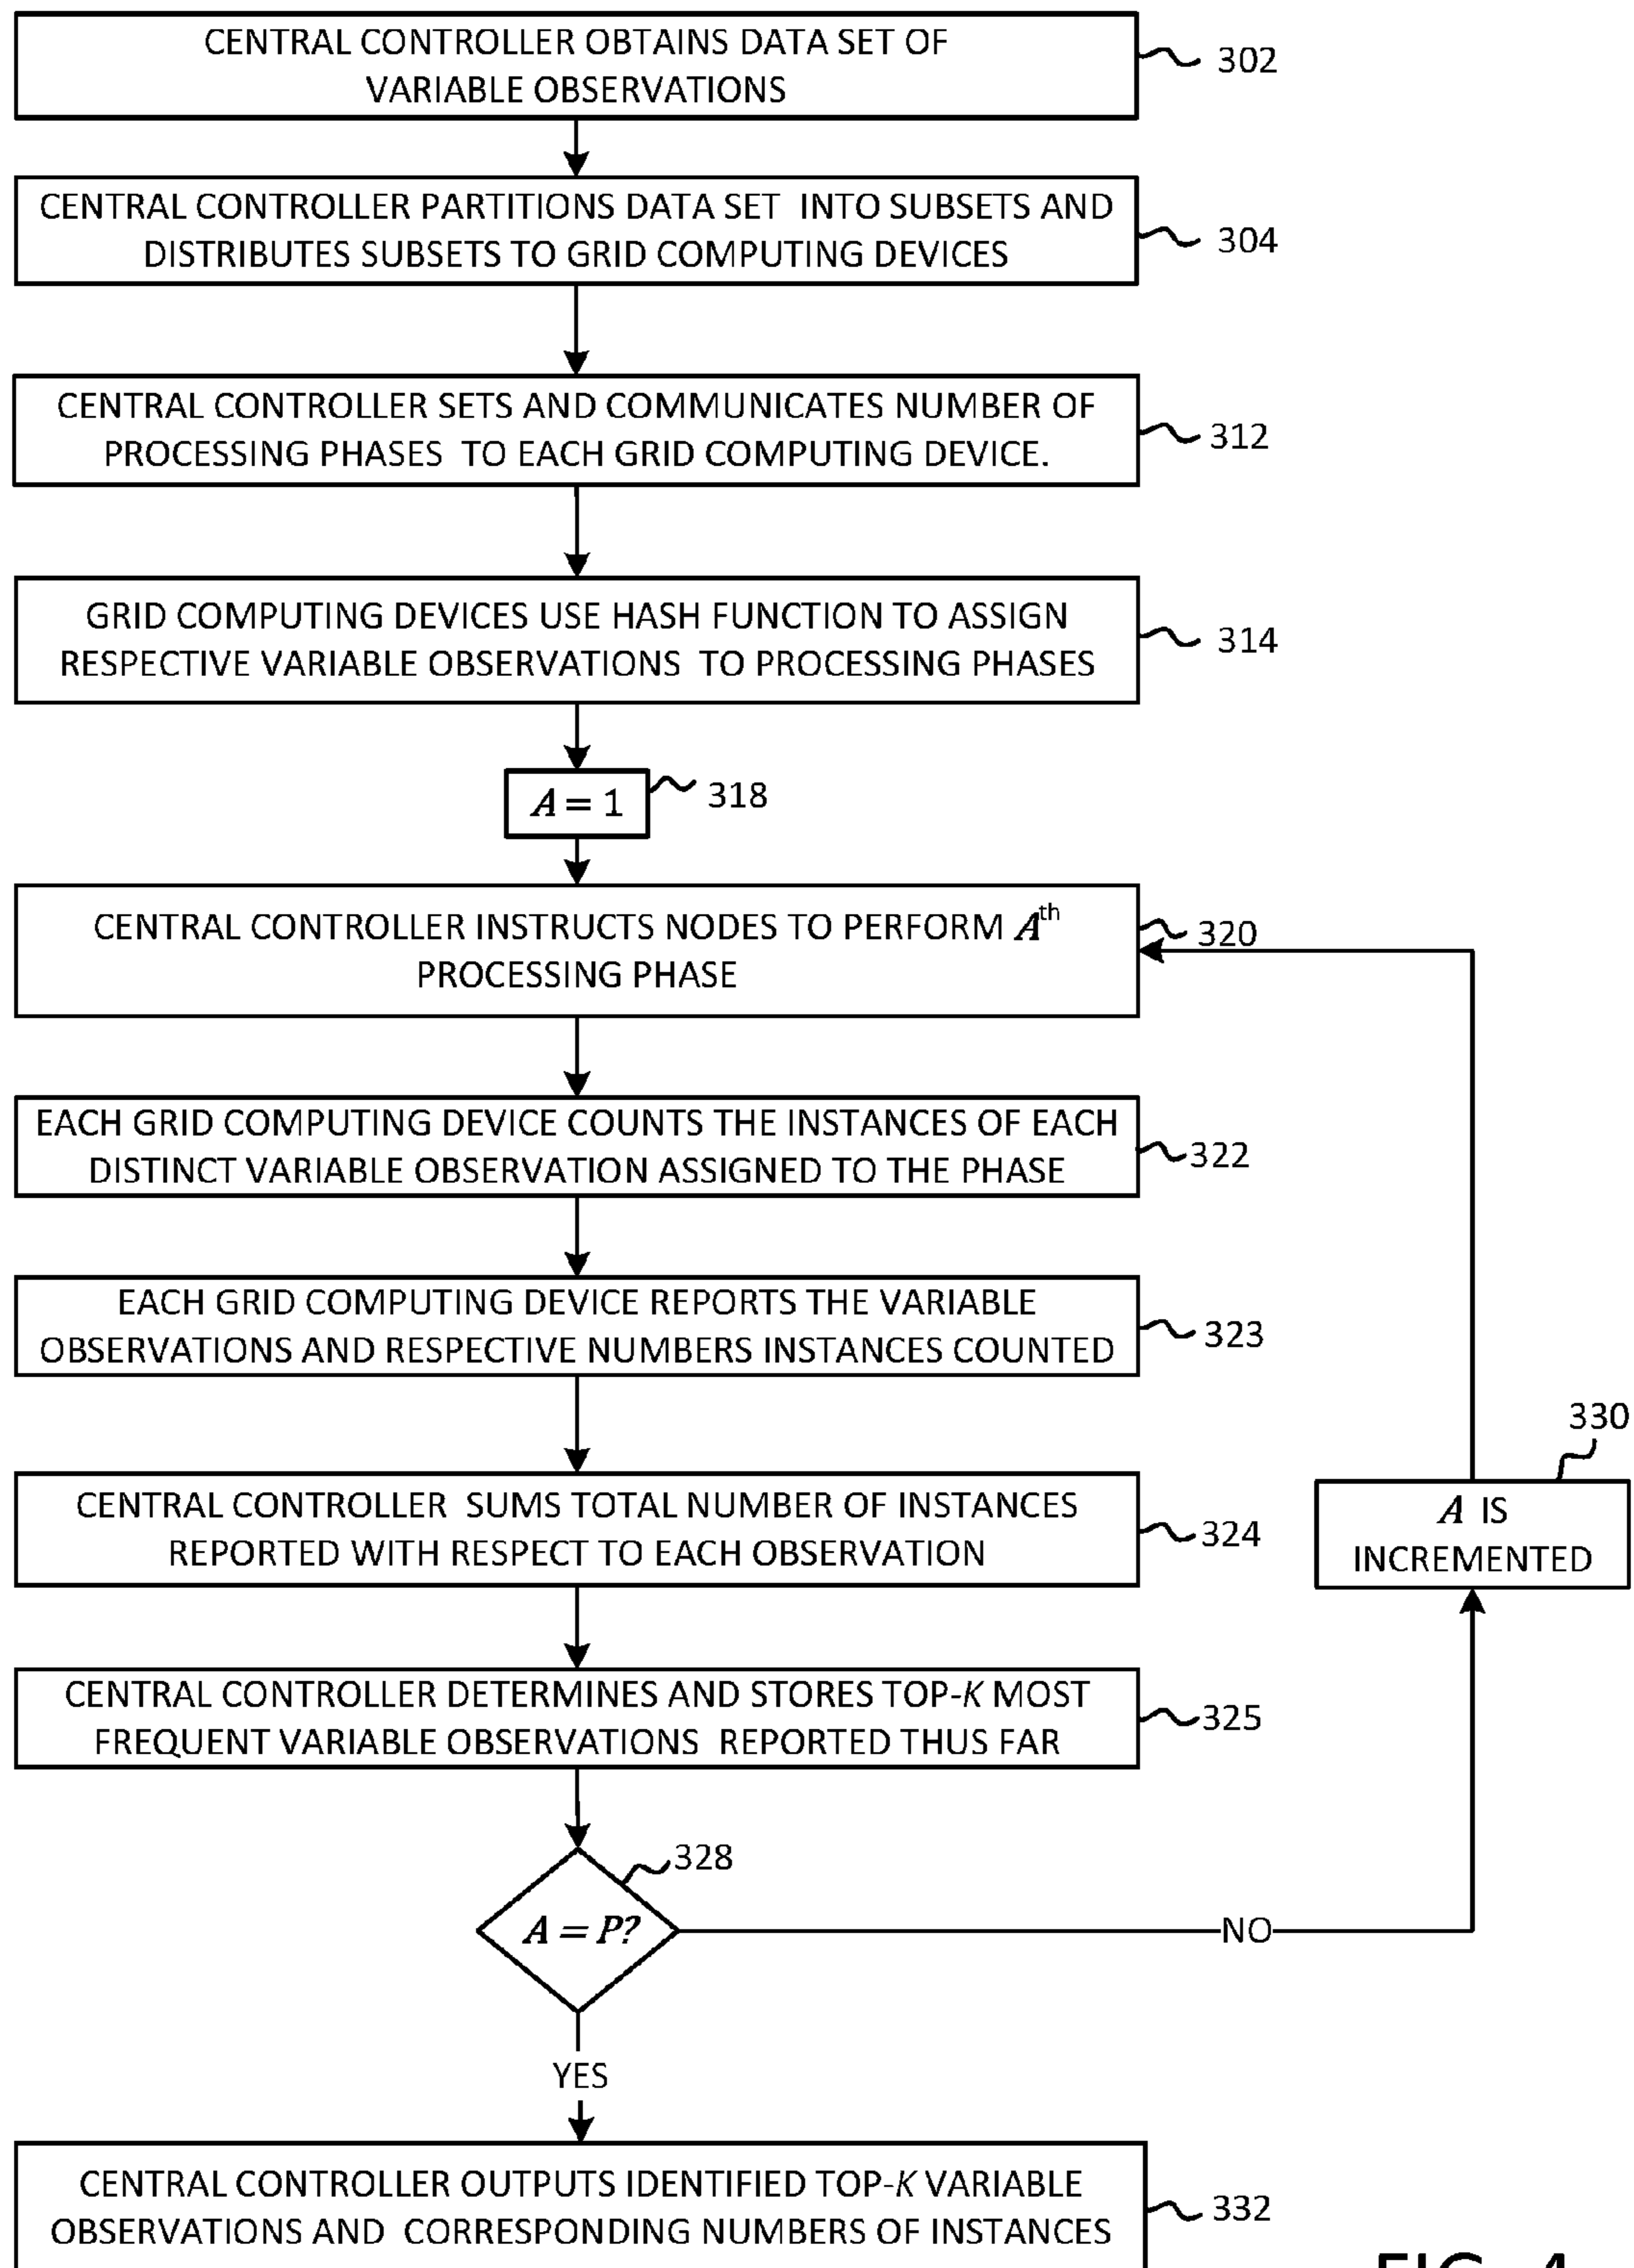 CENTRAL CONTROLLER OBTAINS DATA SET OF
VARIABLE OBSERVATIONS
302
CENTRAL CONTROLLER PARTITIONS DATA SET INTO SUBSETS AND
DISTRIBUTES SUBSETS TO GRID COMPUTING DEVICES
304
CENTRAL CONTROLLER SETS AND COMMUNICATES NUMBER OF
PROCESSING PHASES TO EACH GRID COMPUTING DEVICE.
312
GRID COMPUTING DEVICES USE HASH FUNCTION TO ASSIGN
RESPECTIVE VARIABLE OBSERVATIONS TO PROCESSING PHASES
314
A = 1
318
CENTRAL CONTROLLER INSTRUCTS NODES TO PERFORM Ath
PROCESSING PHASE
320
EACH GRID COMPUTING DEVICE COUNTS THE INSTANCES OF EACH
DISTINCT VARIABLE OBSERVATION ASSIGNED TO THE PHASE
322
EACH GRID COMPUTING DEVICE REPORTS THE VARIABLE
OBSERVATIONS AND RESPECTIVE NUMBERS INSTANCES COUNTED
323
CENTRAL CONTROLLER SUMS TOTAL NUMBER OF INSTANCES
REPORTED WITH RESPECT TO EACH OBSERVATION
324
330
A IS
INCREMENTED
CENTRAL CONTROLLER DETERMINES AND STORES TOP-K MOST
FREQUENT VARIABLE OBSERVATIONS REPORTED THUS FAR
325
328
A = P?
NO
YES
CENTRAL CONTROLLER OUTPUTS IDENTIFIED TOP-K VARIABLE
OBSERVATIONS AND CORRESPONDING NUMBERS OF INSTANCES
332
FIG. 4